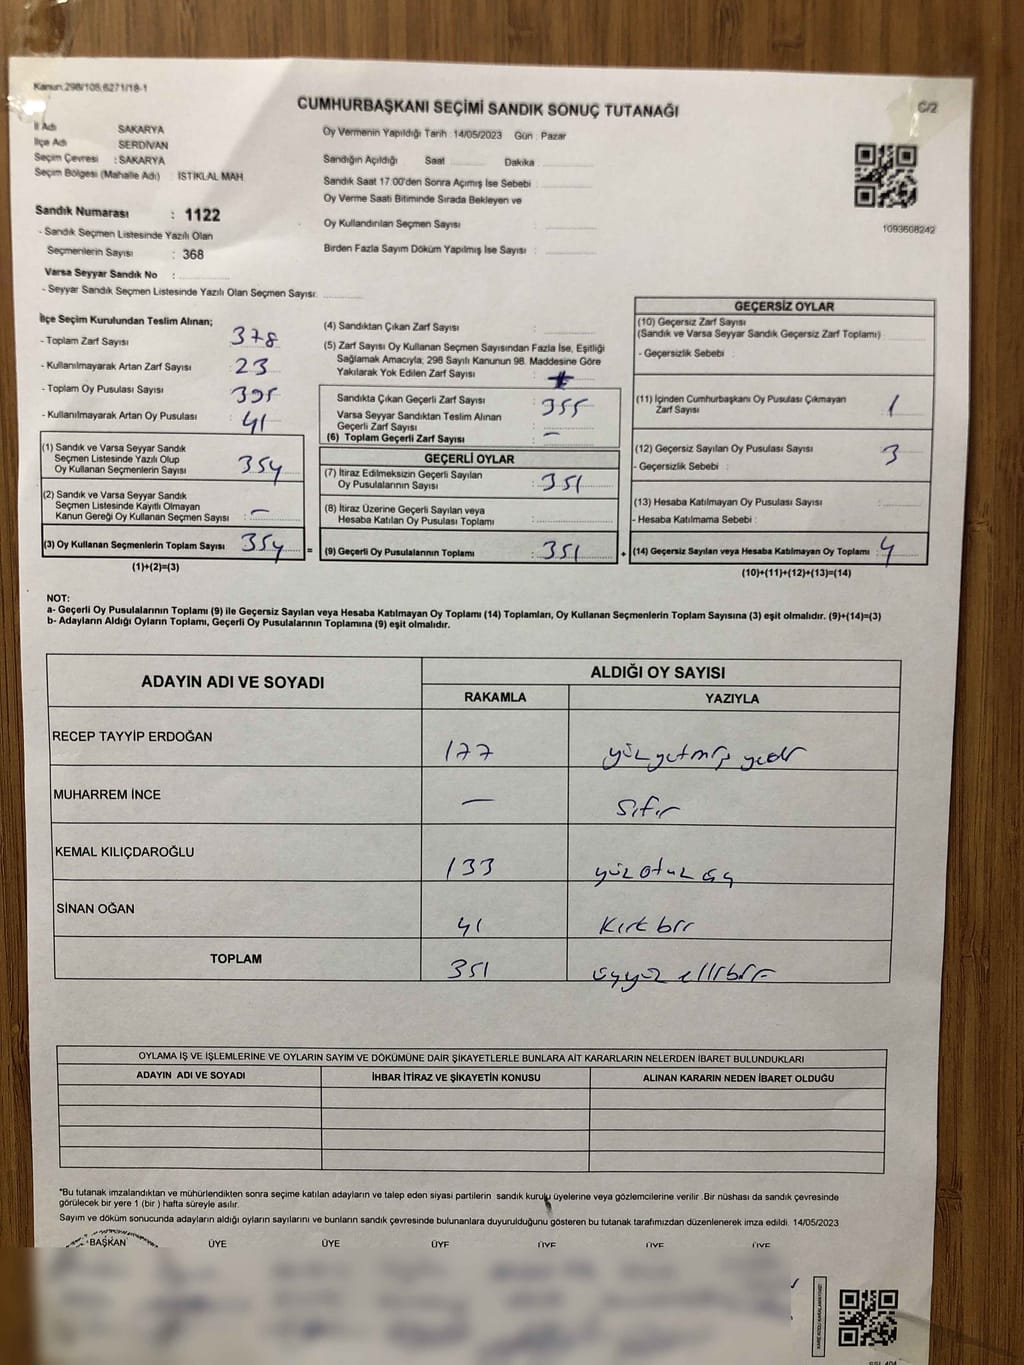 Kanun:298/105;6271/18-1
CUMHURBAŞKANI SEÇİMİ SANDIK SONUÇ TUTANAĞI
C/2
İl Adı SAKARYA
İlçe Adı SERDİVAN
Seçim Çevresi : SAKARYA
Seçim Bölgesi (Mahalle Adı) : ISTİKLAL MAH.
Sandık Numarası : 1122
- Sandık Seçmen Listesinde Yazılı Olan
Seçmenlerin Sayısı : 368
Varsa Seyyar Sandık No :
- Seyyar Sandık Seçmen Listesinde Yazılı Olan Seçmen Sayısı:
Oy Vermenin Yapıldığı Tarih : 14/05/2023 Gün : Pazar
Sandığın Açıldığı Saat Dakika
Sandık Saat 17.00'den Sonra Açımış İse Sebebi :
Oy Verme Saati Bitiminde Sırada Bekleyen ve
Oy Kullandırılan Seçmen Sayısı :
Birden Fazla Sayım Döküm Yapılmış İse Sayısı :
1093608242
İlçe Seçim Kurulundan Teslim Alınan;
- Toplam Zarf Sayısı 378
- Kullanılmayarak Artan Zarf Sayısı : 23
- Toplam Oy Pusulası Sayısı 395
- Kullanılmayarak Artan Oy Pusulası : 41
(1) Sandık ve Varsa Seyyar Sandık
Seçmen Listesinde Yazılı Olup
Oy Kullanan Seçmenlerin Sayısı : 354
(2) Sandık ve Varsa Seyyar Sandık
Seçmen Listesinde Kayıtlı Olmayan
Kanun Gereği Oy Kullanan Seçmen Sayısı : –
(3) Oy Kullanan Seçmenlerin Toplam Sayısı : 354 =
(1)+(2)=(3)
(4) Sandıktan Çıkan Zarf Sayısı :
(5) Zarf Sayısı Oy Kullanan Seçmen Sayısından Fazla İse, Eşitliği
Sağlamak Amacıyla; 298 Sayılı Kanunun 98. Maddesine Göre
Yakılarak Yok Edilen Zarf Sayısı :
Sandıkta Çıkan Geçerli Zarf Sayısı : 355
Varsa Seyyar Sandıktan Teslim Alınan
Geçerli Zarf Sayısı :
(6) Toplam Geçerli Zarf Sayısı : –
GEÇERLİ OYLAR
(7) İtiraz Edilmeksizin Geçerli Sayılan
Oy Pusulalarının Sayısı : 351
(8) İtiraz Üzerine Geçerli Sayılan veya
Hesaba Katılan Oy Pusulası Toplamı :
(9) Geçerli Oy Pusulalarının Toplamı : 351 +
GEÇERSİZ OYLAR
(10) Geçersiz Zarf Sayısı
(Sandık ve Varsa Seyyar Sandık Geçersiz Zarf Toplamı) :
- Geçersizlik Sebebi :
(11) İçinden Cumhurbaşkanı Oy Pusulası Çıkmayan
Zarf Sayısı : 1
(12) Geçersiz Sayılan Oy Pusulası Sayısı : 3
- Geçersizlik Sebebi :
(13) Hesaba Katılmayan Oy Pusulası Sayısı :
- Hesaba Katılmama Sebebi :
(14) Geçersiz Sayılan veya Hesaba Katılmayan Oy Toplamı : 4
(10)+(11)+(12)+(13)=(14)
NOT:
a- Geçerli Oy Pusulalarının Toplamı (9) ile Geçersiz Sayılan veya Hesaba Katılmayan Oy Toplamı (14) Toplamları, Oy Kullanan Seçmenlerin Toplam Sayısına (3) eşit olmalıdır. (9)+(14)=(3)
b- Adayların Aldığı Oyların Toplamı, Geçerli Oy Pusulalarının Toplamına (9) eşit olmalıdır.
ADAYIN ADI VE SOYADI
ALDIĞI OY SAYISI
RAKAMLA YAZIYLA
RECEP TAYYİP ERDOĞAN 177 yüzyetmiş yedi
MUHARREM İNCE – Sıfır
KEMAL KILIÇDAROĞLU 133 yüz otuz üç
SİNAN OĞAN 41 Kırk bir
TOPLAM 351 üçyüz ellibir
OYLAMA İŞ VE İŞLEMLERİNE VE OYLARIN SAYIM VE DÖKÜMÜNE DAİR ŞİKAYETLERLE BUNLARA AİT KARARLARIN NELERDEN İBARET BULUNDUKLARI
ADAYIN ADI VE SOYADI İHBAR İTİRAZ VE ŞİKAYETİN KONUSU ALINAN KARARIN NEDEN İBARET OLDUĞU
*Bu tutanak imzalandıktan ve mühürlendikten sonra seçime katılan adayların ve talep eden siyasi partilerin sandık kurulu üyelerine veya gözlemcilerine verilir .Bir nüshası da sandık çevresinde
görülecek bir yere 1 (bir ) hafta süreyle asılır.
Sayım ve döküm sonucunda adayların aldığı oyların sayılarını ve bunların sandık çevresinde bulunanlara duyurulduğunu gösteren bu tutanak tarafımızdan düzenlenerek imza edildi. 14/05/2023
BAŞKAN ÜYE ÜYE ÜYE ÜYE ÜYE ÜYE